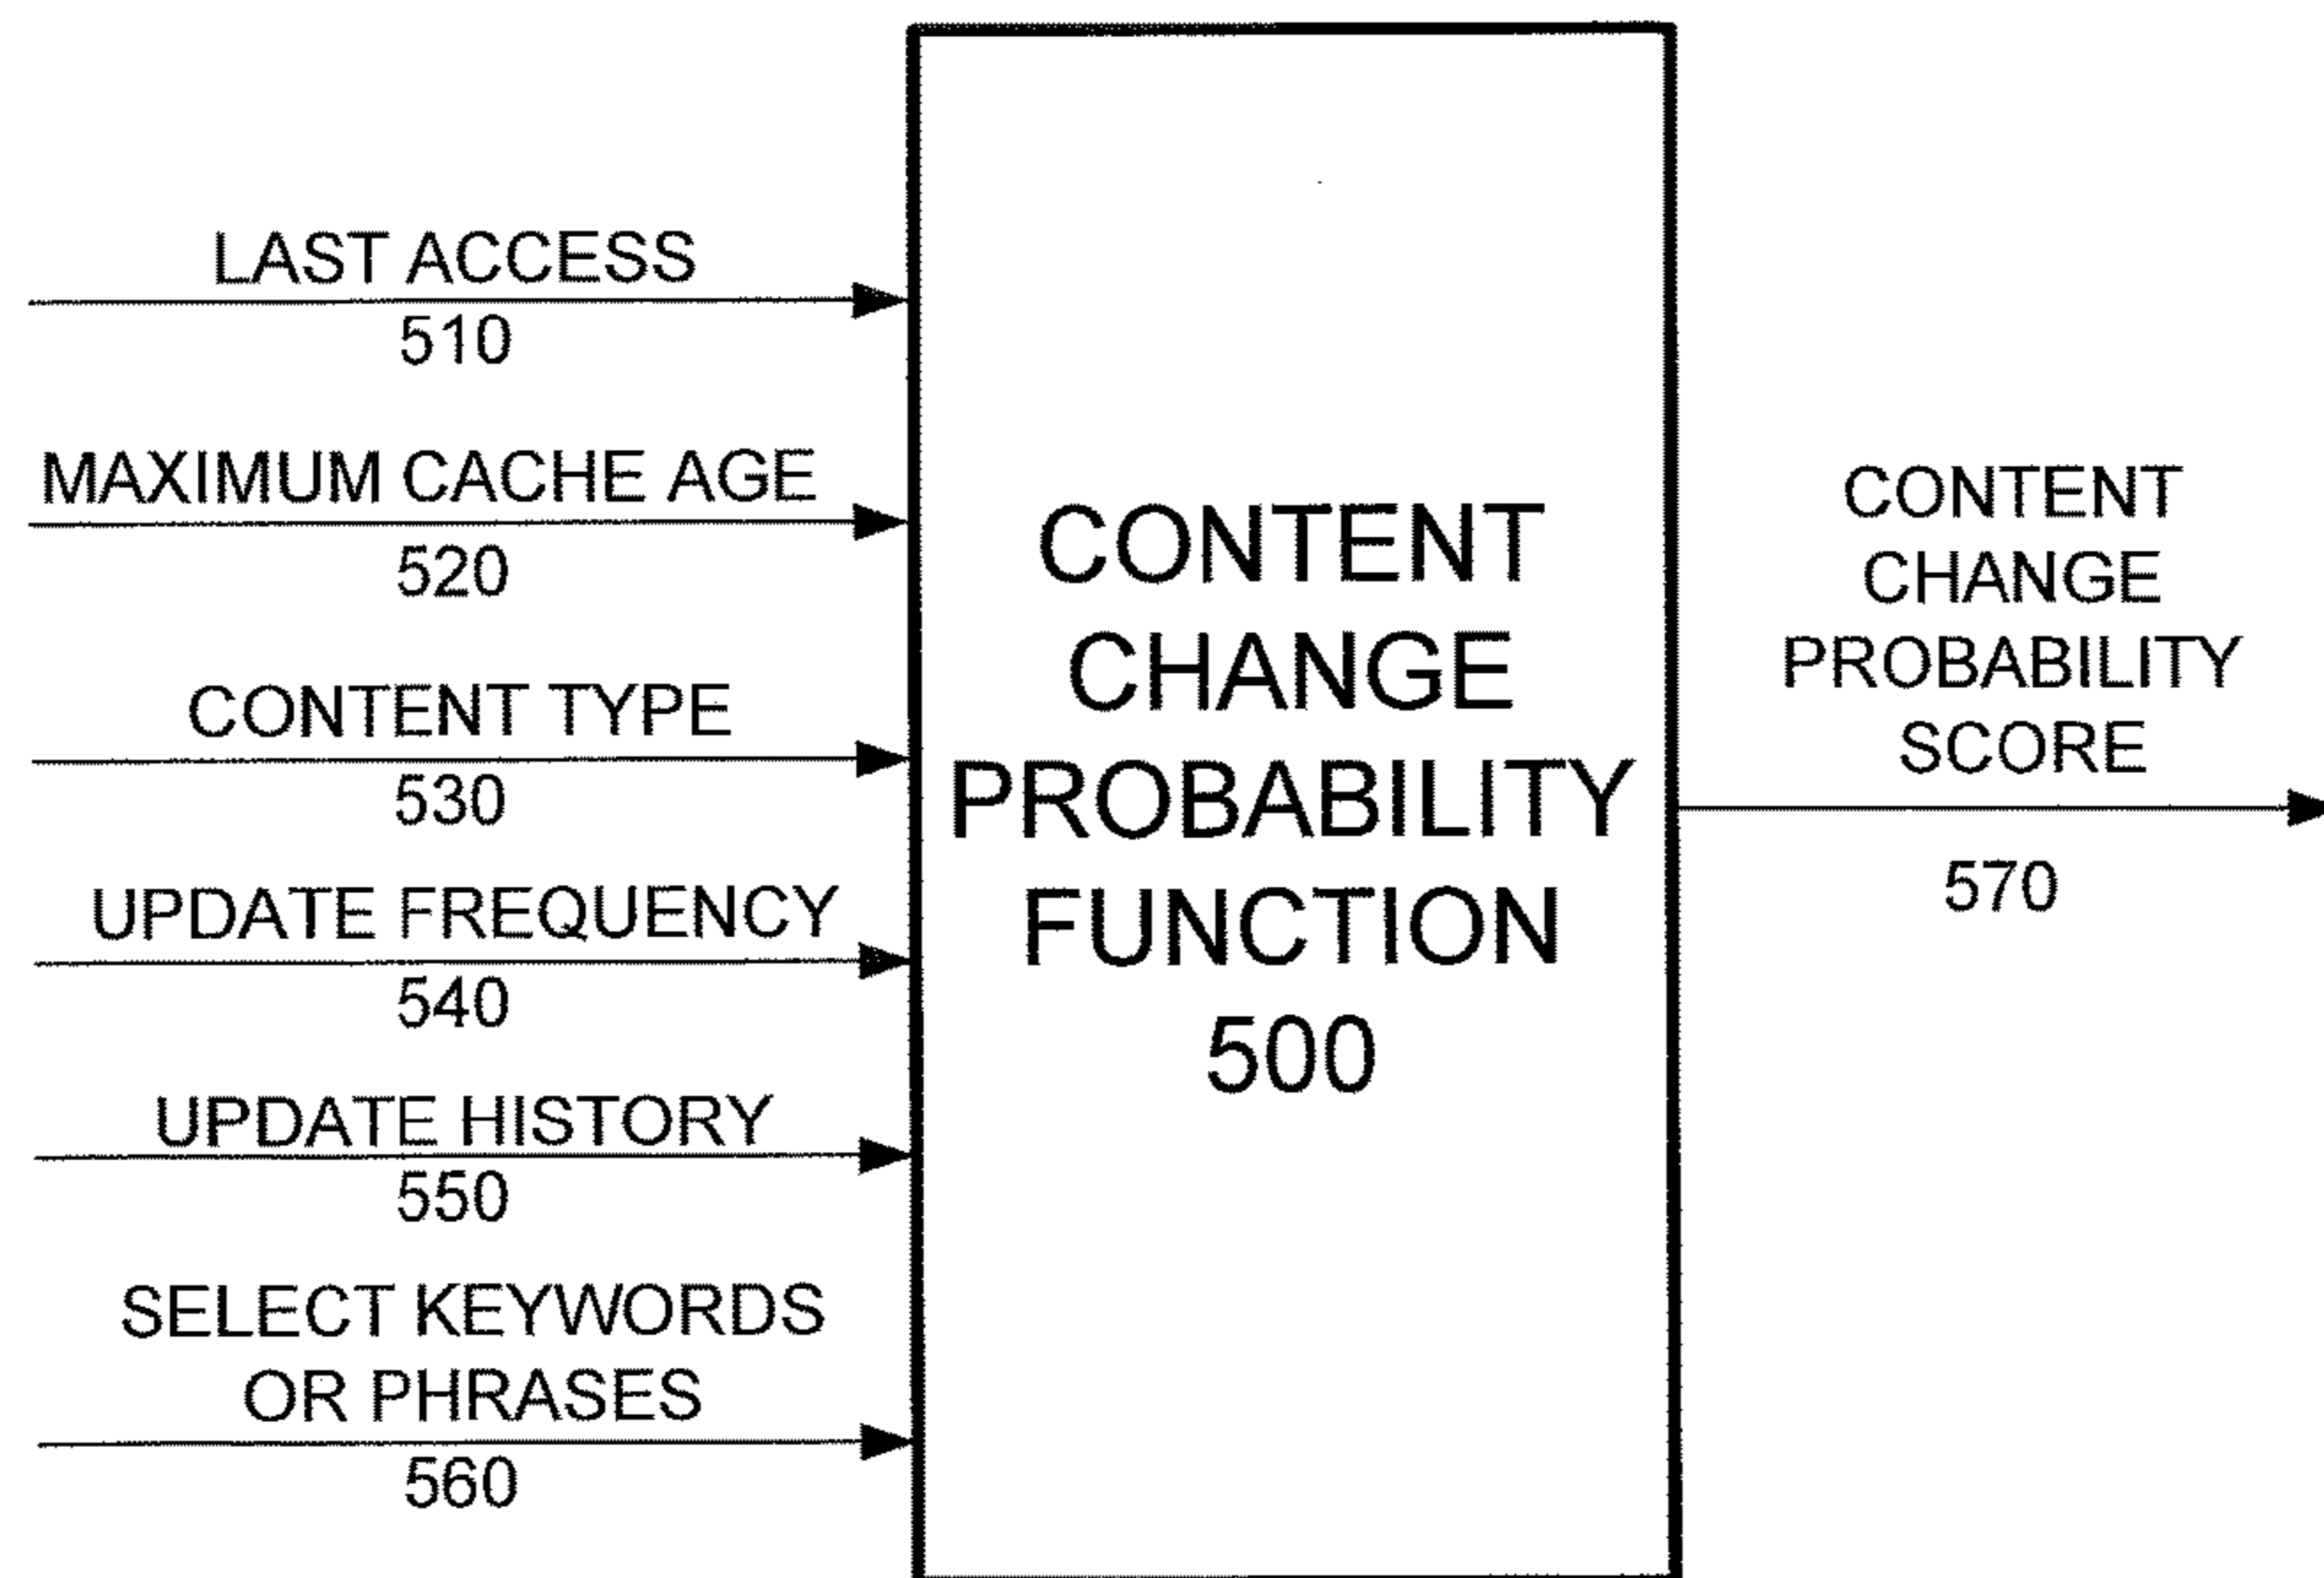 LAST ACCESS
510
MAXIMUM CACHE AGE
520
CONTENT TYPE
530
UPDATE FREQUENCY
540
UPDATE HISTORY
550
SELECT KEYWORDS
OR PHRASES
560
CONTENT
CHANGE
PROBABILITY
FUNCTION
500
CONTENT
CHANGE
PROBABILITY
SCORE
570